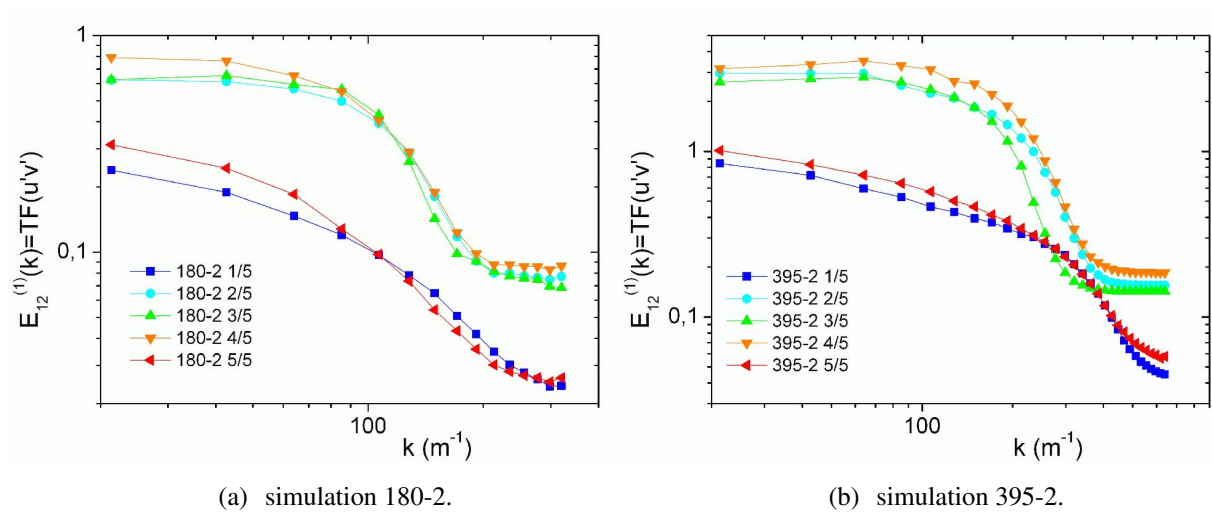 1
0,1
E₁₂⁽¹⁾(k)=TF(u'v')
180-2 1/5
180-2 2/5
180-2 3/5
180-2 4/5
180-2 5/5
100
k (m⁻¹)
(a) simulation 180-2.
1
0,1
E₁₂⁽¹⁾(k)=TF(u'v')
395-2 1/5
395-2 2/5
395-2 3/5
395-2 4/5
395-2 5/5
100
k (m⁻¹)
(b) simulation 395-2.